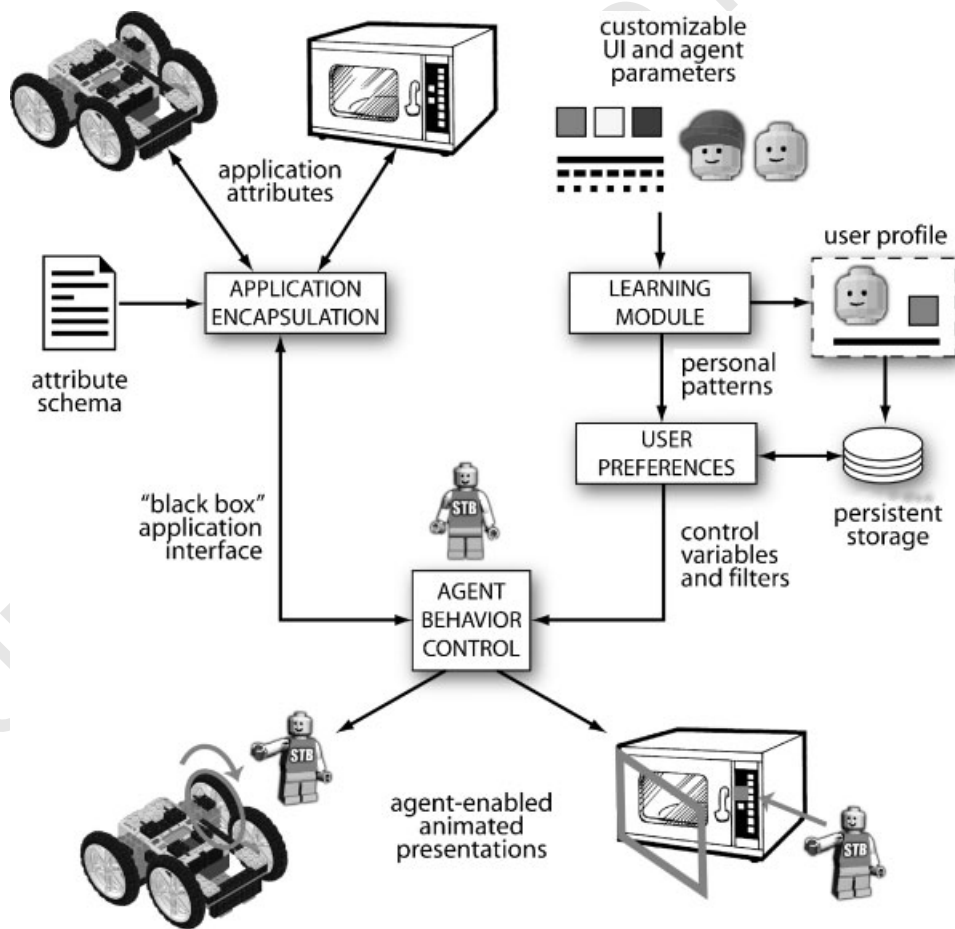 customizable
UI and agent
parameters
application
attributes
user profile
APPLICATION
ENCAPSULATION
LEARNING
MODULE
attribute
schema
personal
patterns
USER
PREFERENCES
"black box"
application
interface
STB
persistent
storage
control
variables
and filters
AGENT
BEHAVIOR
CONTROL
STB
agent-enabled
animated
presentations
STB